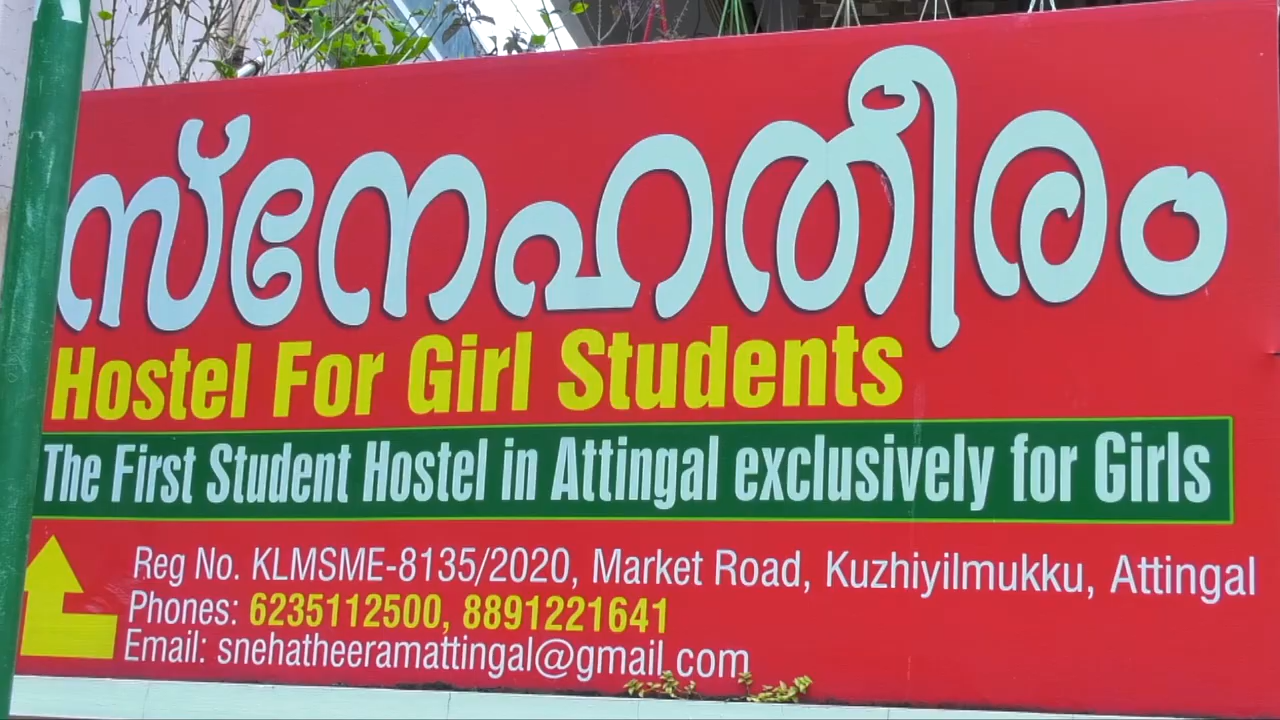 സ്നേഹതീരം
Hostel For Girl Students
The First Student Hostel in Attingal exclusively for Girls
Reg No. KLMSME-8135/2020, Market Road, Kuzhiyilmukku, Attingal
Phones: 6235112500, 8891221641
Email: snehatheeramattingal@gmail.com